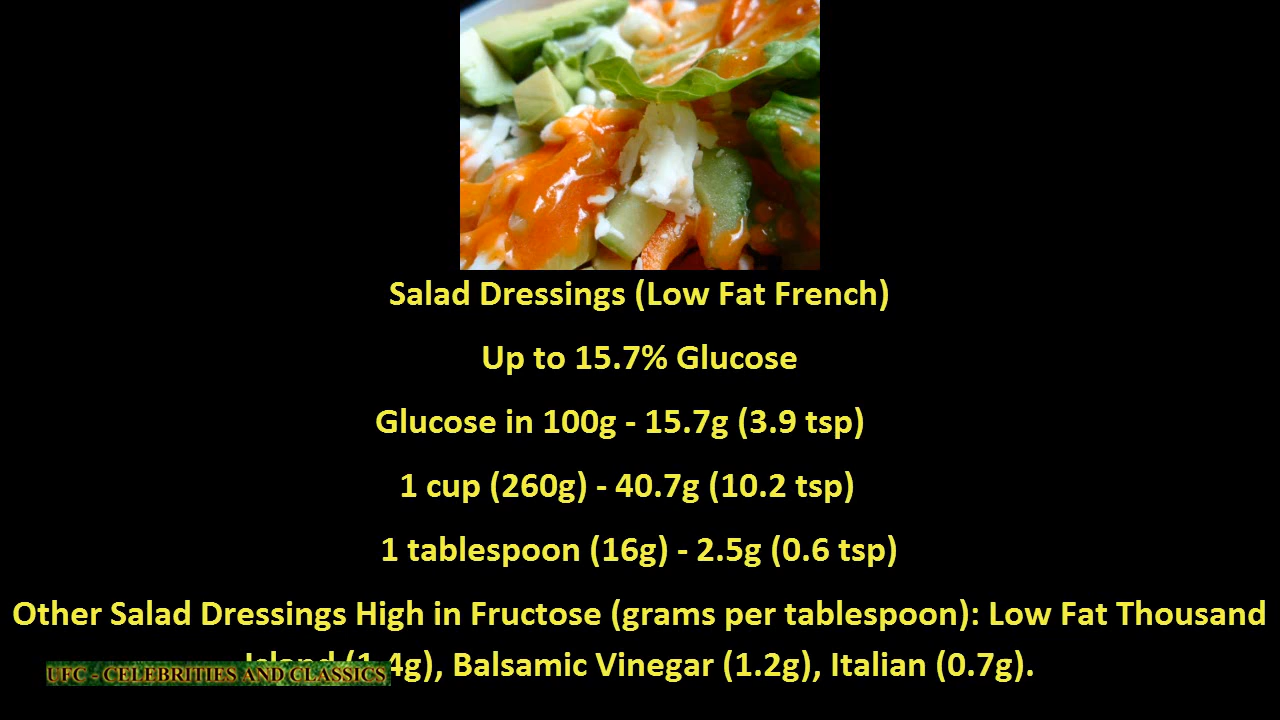 Salad Dressings (Low Fat French)
Up to 15.7% Glucose
Glucose in 100g - 15.7g (3.9 tsp)
1 cup (260g) - 40.7g (10.2 tsp)
1 tablespoon (16g) - 2.5g (0.6 tsp)
Other Salad Dressings High in Fructose (grams per tablespoon): Low Fat Thousand
Island (1.4g), Balsamic Vinegar (1.2g), Italian (0.7g).
UFC - CELEBRITIES AND CLASSICS